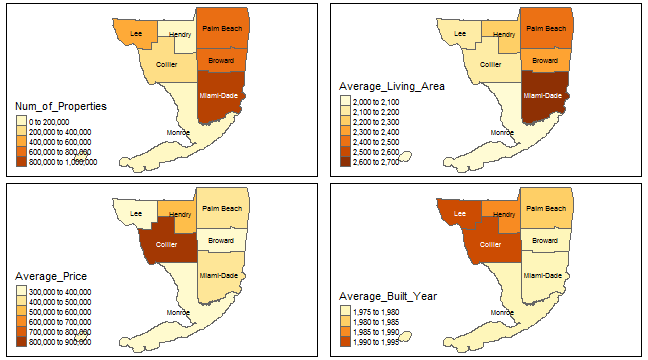 Lee
Hendry
Palm Beach
Collier
Broward
Miami-Dade
Monroe
Num_of_Properties
0 to 200,000
200,000 to 400,000
400,000 to 600,000
600,000 to 800,000
800,000 to 1,000,000
Lee
Hendry
Palm Beach
Collier
Broward
Miami-Dade
Monroe
Average_Living_Area
2,000 to 2,100
2,100 to 2,200
2,200 to 2,300
2,300 to 2,400
2,400 to 2,500
2,500 to 2,600
2,600 to 2,700
Lee
Hendry
Palm Beach
Collier
Broward
Miami-Dade
Monroe
Average_Price
300,000 to 400,000
400,000 to 500,000
500,000 to 600,000
600,000 to 700,000
700,000 to 800,000
800,000 to 900,000
Lee
Hendry
Palm Beach
Collier
Broward
Miami-Dade
Monroe
Average_Built_Year
1,975 to 1,980
1,980 to 1,985
1,985 to 1,990
1,990 to 1,995